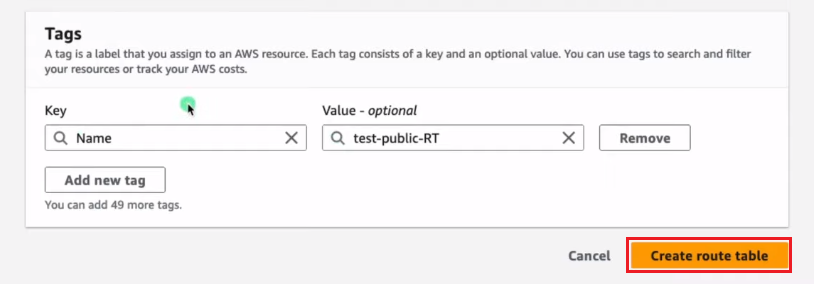 Tags
A tag is a label that you assign to an AWS resource. Each tag consists of a key and an optional value. You can use tags to search and filter
your resources or track your AWS costs.
Key
Value - optional
Name
test-public-RT
Remove
Add new tag
You can add 49 more tags.
Cancel
Create route table